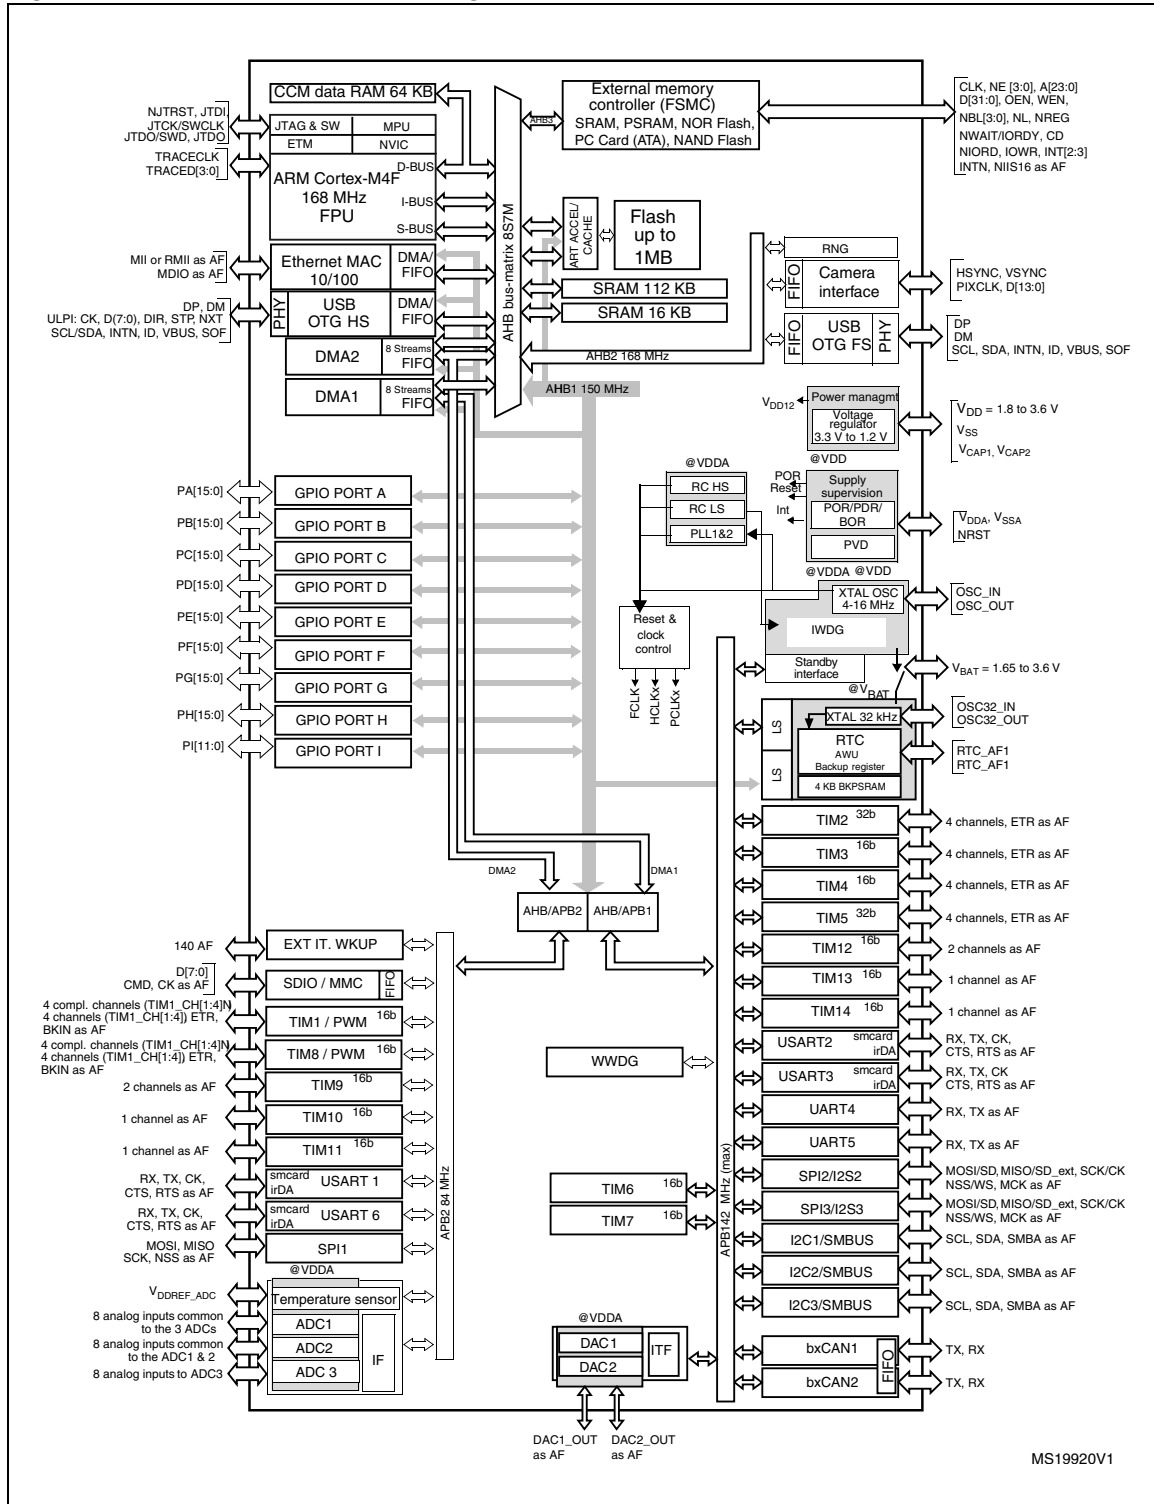 CCM data RAM 64 KB
NJTRST, JTDI,
JTCK/SWCLK
JTDO/SWD, JTDO
TRACECLK
TRACED[3:0]
JTAG & SW
MPU
ETM
NVIC
ARM Cortex-M4F
168 MHz
FPU
D-BUS
I-BUS
S-BUS
MII or RMII as AF
MDIO as AF
Ethernet MAC
10/100
DMA/
FIFO
DP, DM
ULPI: CK, D(7:0), DIR, STP, NXT
SCL/SDA, INTN, ID, VBUS, SOF
PHY
USB
OTG HS
DMA/
FIFO
DMA2
8 Streams
FIFO
DMA1
8 Streams
FIFO
AHB bus-matrix 8S7M
AHB3
External memory
controller (FSMC)
SRAM, PSRAM, NOR Flash,
PC Card (ATA), NAND Flash
CLK, NE [3:0], A[23:0]
D[31:0], OEN, WEN,
NBL[3:0], NL, NREG
NWAIT/IORDY, CD
NIORD, IOWR, INT[2:3]
INTN, NIIS16 as AF
ART ACCEL/
CACHE
Flash
up to
1MB
SRAM 112 KB
SRAM 16 KB
AHB2 168 MHz
AHB1 150 MHz
RNG
FIFO
Camera
interface
HSYNC, VSYNC
PIXCLK, D[13:0]
FIFO
USB
OTG FS
PHY
DP
DM
SCL, SDA, INTN, ID, VBUS, SOF
VDD12
Power managmt
Voltage
regulator
3.3 V to 1.2 V
VDD = 1.8 to 3.6 V
VSS
VCAP1, VCAP2
@VDD
@VDDA
POR
Reset
Int
Supply
supervision
POR/PDR/
BOR
PVD
VDDA, VSSA
NRST
RC HS
RC LS
PLL1&2
@VDDA @VDD
XTAL OSC
4-16 MHz
OSC_IN
OSC_OUT
IWDG
Reset &
clock
control
FCLK
HCLKx
PCLKx
Standby
interface
VBAT = 1.65 to 3.6 V
@VBAT
LS
LS
XTAL 32 kHz
OSC32_IN
OSC32_OUT
RTC
AWU
Backup register
RTC_AF1
RTC_AF1
4 KB BKPSRAM
PA[15:0]
GPIO PORT A
PB[15:0]
GPIO PORT B
PC[15:0]
GPIO PORT C
PD[15:0]
GPIO PORT D
PE[15:0]
GPIO PORT E
PF[15:0]
GPIO PORT F
PG[15:0]
GPIO PORT G
PH[15:0]
GPIO PORT H
PI[11:0]
GPIO PORT I
DMA2
DMA1
AHB/APB2
AHB/APB1
140 AF
EXT IT. WKUP
D[7:0]
CMD, CK as AF
SDIO / MMC
FIFO
4 compl. channels (TIM1_CH[1:4]N
4 channels (TIM1_CH[1:4]) ETR,
BKIN as AF
TIM1 / PWM
16b
4 compl. channels (TIM1_CH[1:4]N
4 channels (TIM1_CH[1:4]) ETR,
BKIN as AF
TIM8 / PWM
16b
2 channels as AF
TIM9
16b
1 channel as AF
TIM10
16b
1 channel as AF
TIM11
16b
RX, TX, CK,
CTS, RTS as AF
smcard
irDA
USART 1
RX, TX, CK,
CTS, RTS as AF
smcard
irDA
USART 6
MOSI, MISO
SCK, NSS as AF
SPI1
APB2 84 MHz
@VDDA
VDDREF_ADC
Temperature sensor
8 analog inputs common
to the 3 ADCs
ADC1
8 analog inputs common
to the ADC1 & 2
ADC2
8 analog inputs to ADC3
ADC 3
IF
WWDG
TIM6
16b
TIM7
16b
@VDDA
DAC1
DAC2
ITF
DAC1_OUT
as AF
DAC2_OUT
as AF
APB142 MHz (max)
TIM2
32b
4 channels, ETR as AF
TIM3
16b
4 channels, ETR as AF
TIM4
16b
4 channels, ETR as AF
TIM5
32b
4 channels, ETR as AF
TIM12
16b
2 channels as AF
TIM13
16b
1 channel as AF
TIM14
16b
1 channel as AF
USART2
smcard
irDA
RX, TX, CK,
CTS, RTS as AF
USART3
smcard
irDA
RX, TX, CK
CTS, RTS as AF
UART4
RX, TX as AF
UART5
RX, TX as AF
SPI2/I2S2
MOSI/SD, MISO/SD_ext, SCK/CK
NSS/WS, MCK as AF
SPI3/I2S3
MOSI/SD, MISO/SD_ext, SCK/CK
NSS/WS, MCK as AF
I2C1/SMBUS
SCL, SDA, SMBA as AF
I2C2/SMBUS
SCL, SDA, SMBA as AF
I2C3/SMBUS
SCL, SDA, SMBA as AF
bxCAN1
TX, RX
FIFO
bxCAN2
TX, RX
MS19920V1